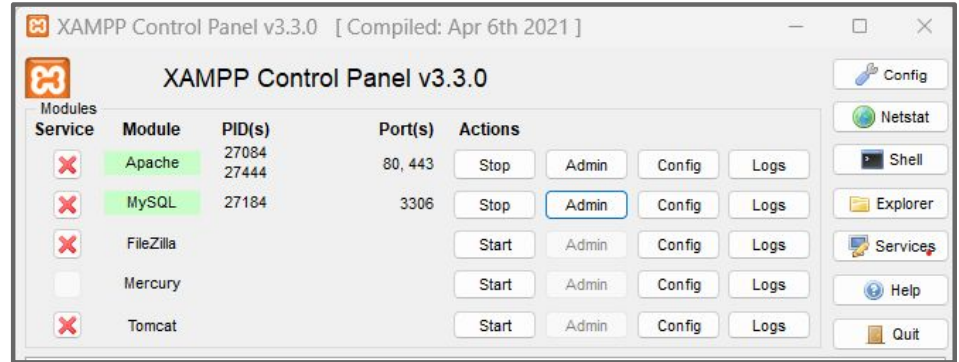 XAMPP Control Panel v3.3.0 [ Compiled: Apr 6th 2021 ]
XAMPP Control Panel v3.3.0
Config
Modules
Service Module PID(s) Port(s) Actions
Netstat
Apache 27084 27444 80, 443 Stop Admin Config Logs
Shell
MySQL 27184 3306 Stop Admin Config Logs
Explorer
FileZilla Start Admin Config Logs
Services
Mercury Start Admin Config Logs
Help
Tomcat Start Admin Config Logs
Quit